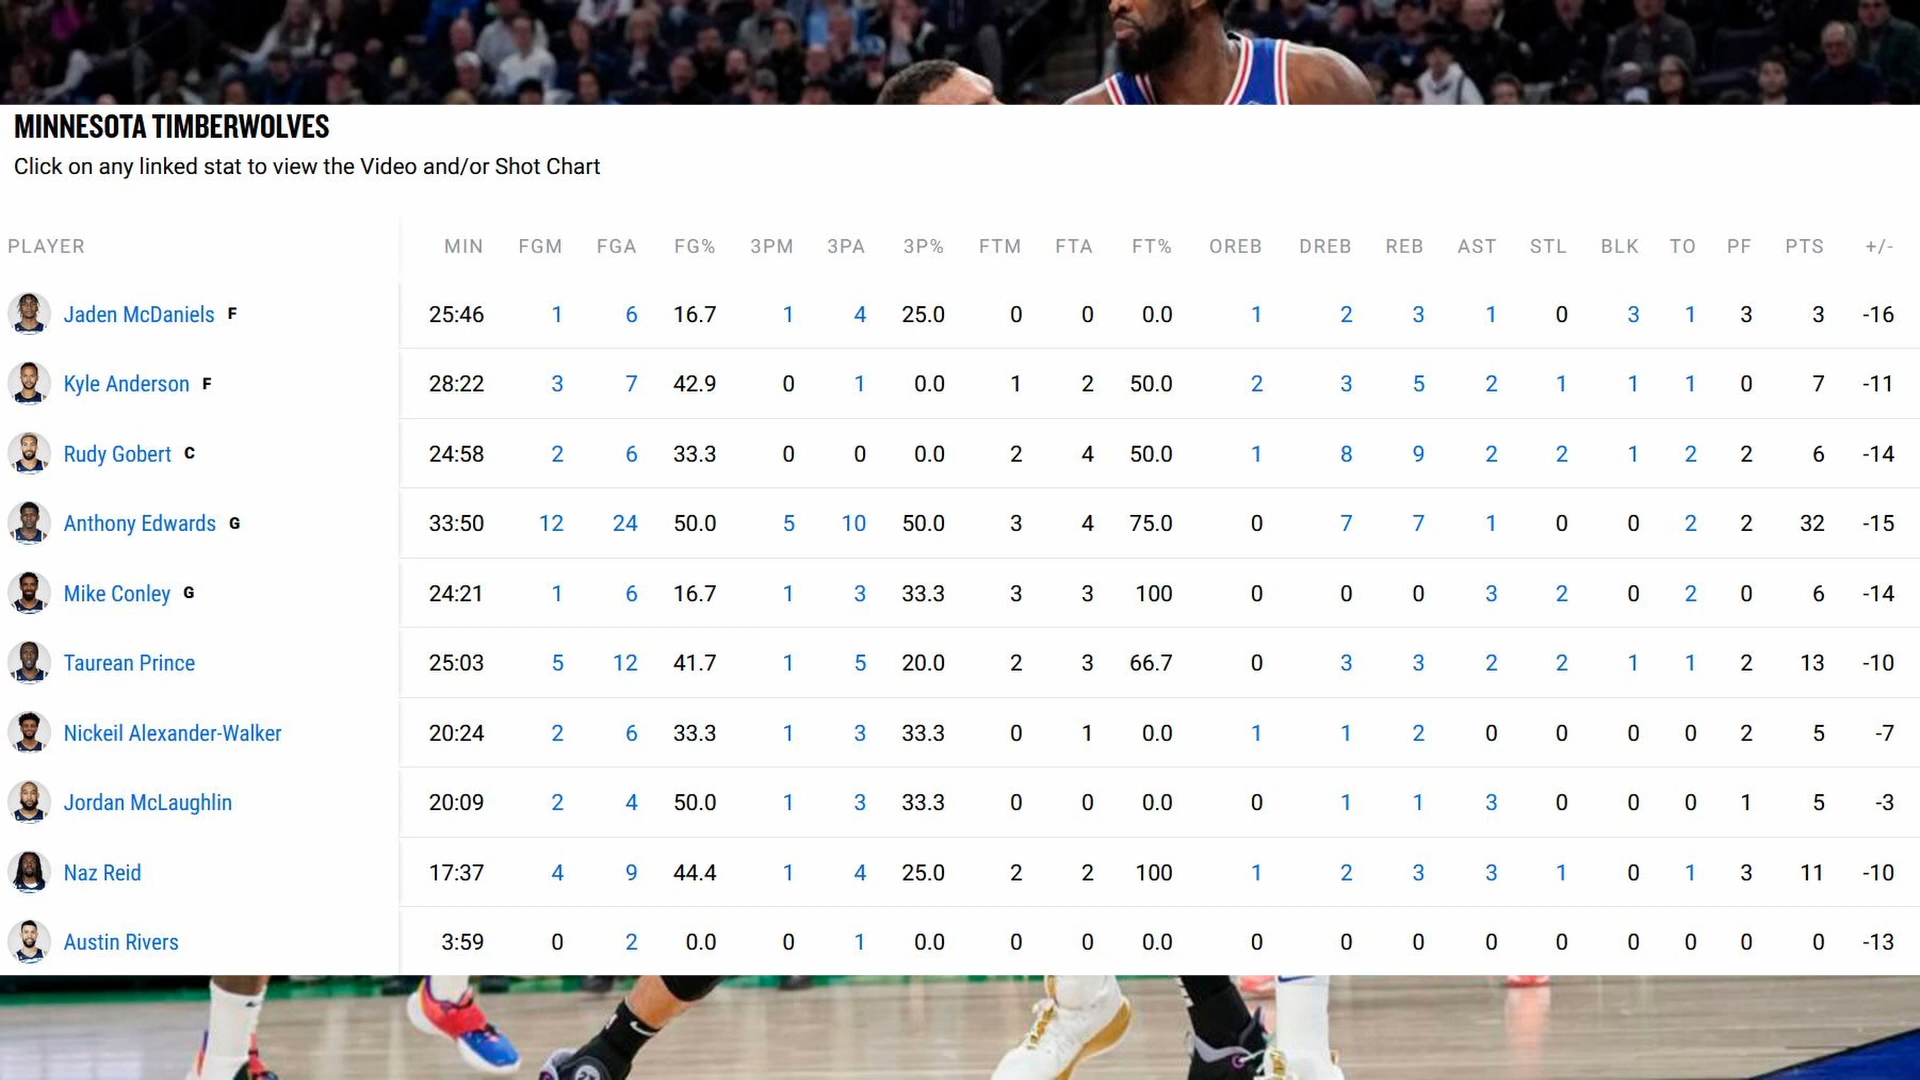 MINNESOTA TIMBERWOLVES
Click on any linked stat to view the Video and/or Shot Chart
PLAYER MIN FGM FGA FG% 3PM 3PA 3P% FTM FTA FT% OREB DREB REB AST STL BLK TO PF PTS +/-
Jaden McDaniels F 25:46 1 6 16.7 1 4 25.0 0 0 0.0 1 2 3 1 0 3 1 3 3 -16
Kyle Anderson F 28:22 3 7 42.9 0 1 0.0 1 2 50.0 2 3 5 2 1 1 1 0 7 -11
Rudy Gobert C 24:58 2 6 33.3 0 0 0.0 2 4 50.0 1 8 9 2 2 1 2 2 6 -14
Anthony Edwards G 33:50 12 24 50.0 5 10 50.0 3 4 75.0 0 7 7 1 0 0 2 2 32 -15
Mike Conley G 24:21 1 6 16.7 1 3 33.3 3 3 100 0 0 0 3 2 0 2 0 6 -14
Taurean Prince 25:03 5 12 41.7 1 5 20.0 2 3 66.7 0 3 3 2 2 1 1 2 13 -10
Nickeil Alexander-Walker 20:24 2 6 33.3 1 3 33.3 0 1 0.0 1 1 2 0 0 0 0 2 5 -7
Jordan McLaughlin 20:09 2 4 50.0 1 3 33.3 0 0 0.0 0 1 1 3 0 0 0 1 5 -3
Naz Reid 17:37 4 9 44.4 1 4 25.0 2 2 100 1 2 3 3 1 0 1 3 11 -10
Austin Rivers 3:59 0 2 0.0 0 1 0.0 0 0 0.0 0 0 0 0 0 0 0 0 0 -13